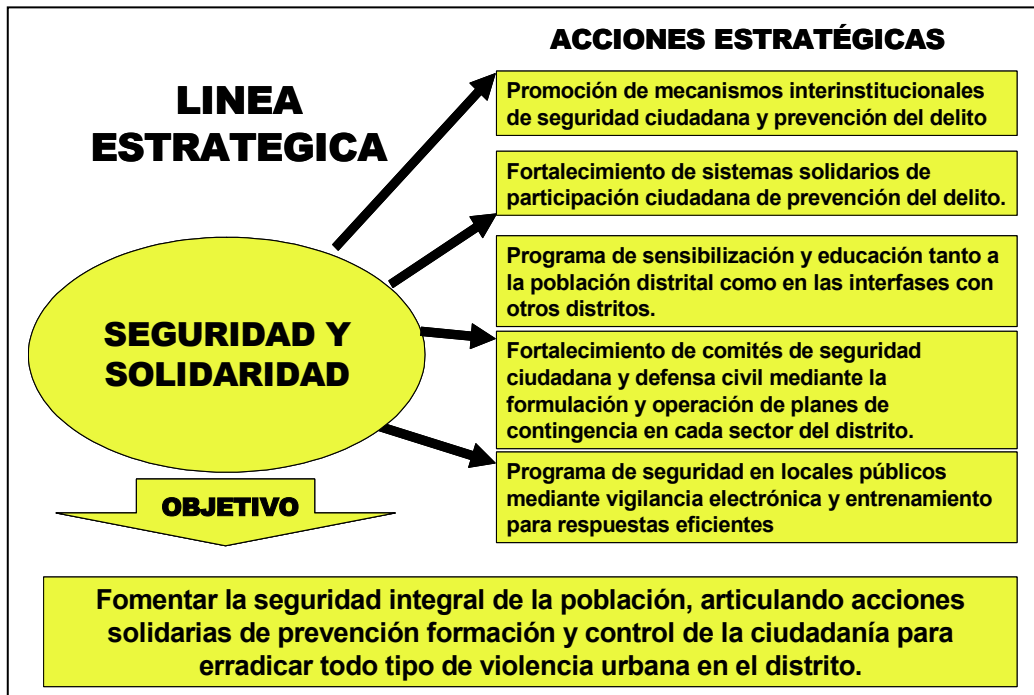 LINEA
ESTRATEGICA
SEGURIDAD Y
SOLIDARIDAD
OBJETIVO
ACCIONES ESTRATÉGICAS
Promoción de mecanismos interinstitucionales
de seguridad ciudadana y prevención del delito
Fortalecimiento de sistemas solidarios de
participación ciudadana de prevención del delito.
Programa de sensibilización y educación tanto a
la población distrital como en las interfases con
otros distritos.
Fortalecimiento de comités de seguridad
ciudadana y defensa civil mediante la
formulación y operación de planes de
contingencia en cada sector del distrito.
Programa de seguridad en locales públicos
mediante vigilancia electrónica y entrenamiento
para respuestas eficientes
Fomentar la seguridad integral de la población, articulando acciones
solidarias de prevención formación y control de la ciudadanía para
erradicar todo tipo de violencia urbana en el distrito.